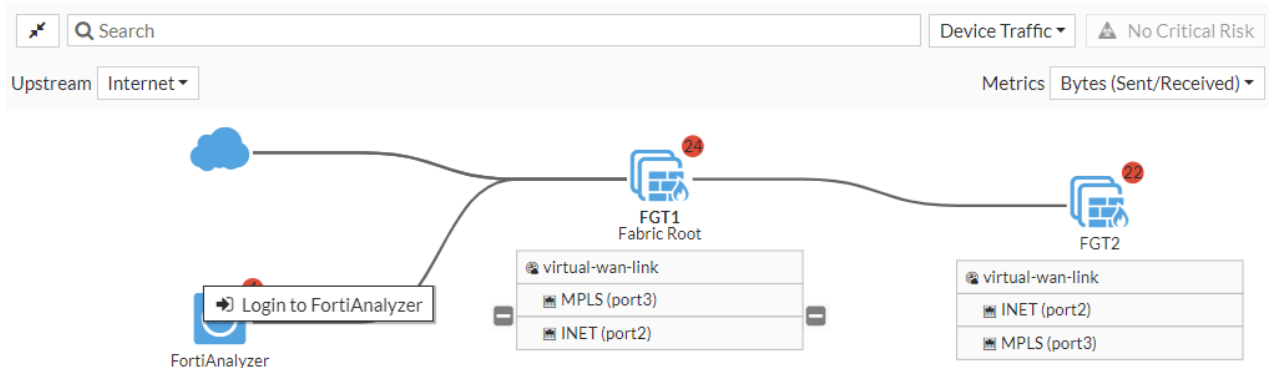 Search
Device Traffic
No Critical Risk
Upstream Internet
Metrics Bytes (Sent/Received)
24
FGT1
Fabric Root
virtual-wan-link
MPLS (port3)
INET (port2)
22
FGT2
virtual-wan-link
INET (port2)
MPLS (port3)
Login to FortiAnalyzer
FortiAnalyzer